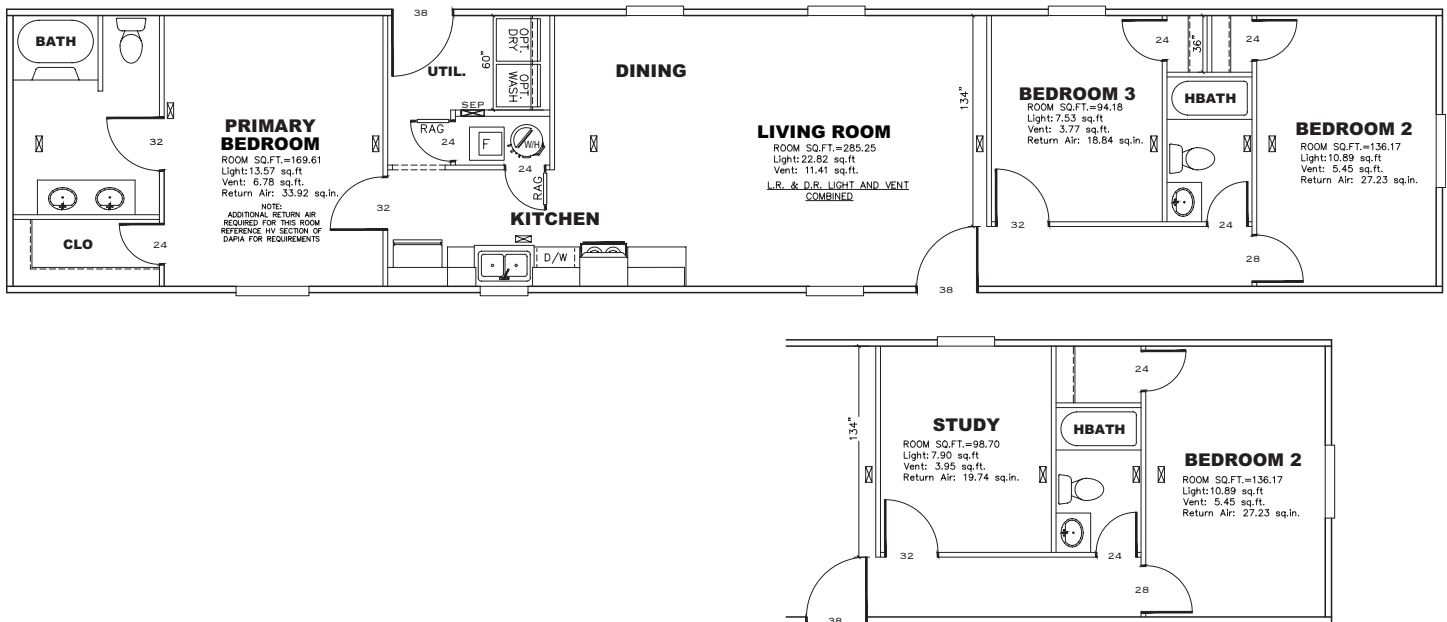 38
BATH
UTIL.
60"
OPT. DRY
OPT. WASH
SEP
RAG
24
F
W/H
24
RAG
DINING
PRIMARY
BEDROOM
ROOM SQ.FT.=169.61
Light:13.57 sq.ft
Vent: 6.78 sq.ft.
Return Air: 33.92 sq.in.
NOTE:
ADDITIONAL RETURN AIR
REQUIRED FOR THIS ROOM
REFERENCE HV SECTION OF
DAPIA FOR REQUIREMENTS
32
32
CLO
24
KITCHEN
D/W
LIVING ROOM
ROOM SQ.FT.=285.25
Light:22.82 sq.ft
Vent: 11.41 sq.ft.
L.R. & D.R. LIGHT AND VENT
COMBINED
134"
38
BEDROOM 3
ROOM SQ.FT.=94.18
Light:7.53 sq.ft
Vent: 3.77 sq.ft.
Return Air: 18.84 sq.in.
24
36"
24
HBATH
32
24
28
BEDROOM 2
ROOM SQ.FT.=136.17
Light:10.89 sq.ft
Vent: 5.45 sq.ft.
Return Air: 27.23 sq.in.
134"
STUDY
ROOM SQ.FT.=98.70
Light:7.90 sq.ft
Vent: 3.95 sq.ft.
Return Air: 19.74 sq.in.
24
HBATH
32
24
28
BEDROOM 2
ROOM SQ.FT.=136.17
Light:10.89 sq.ft
Vent: 5.45 sq.ft.
Return Air: 27.23 sq.in.
38